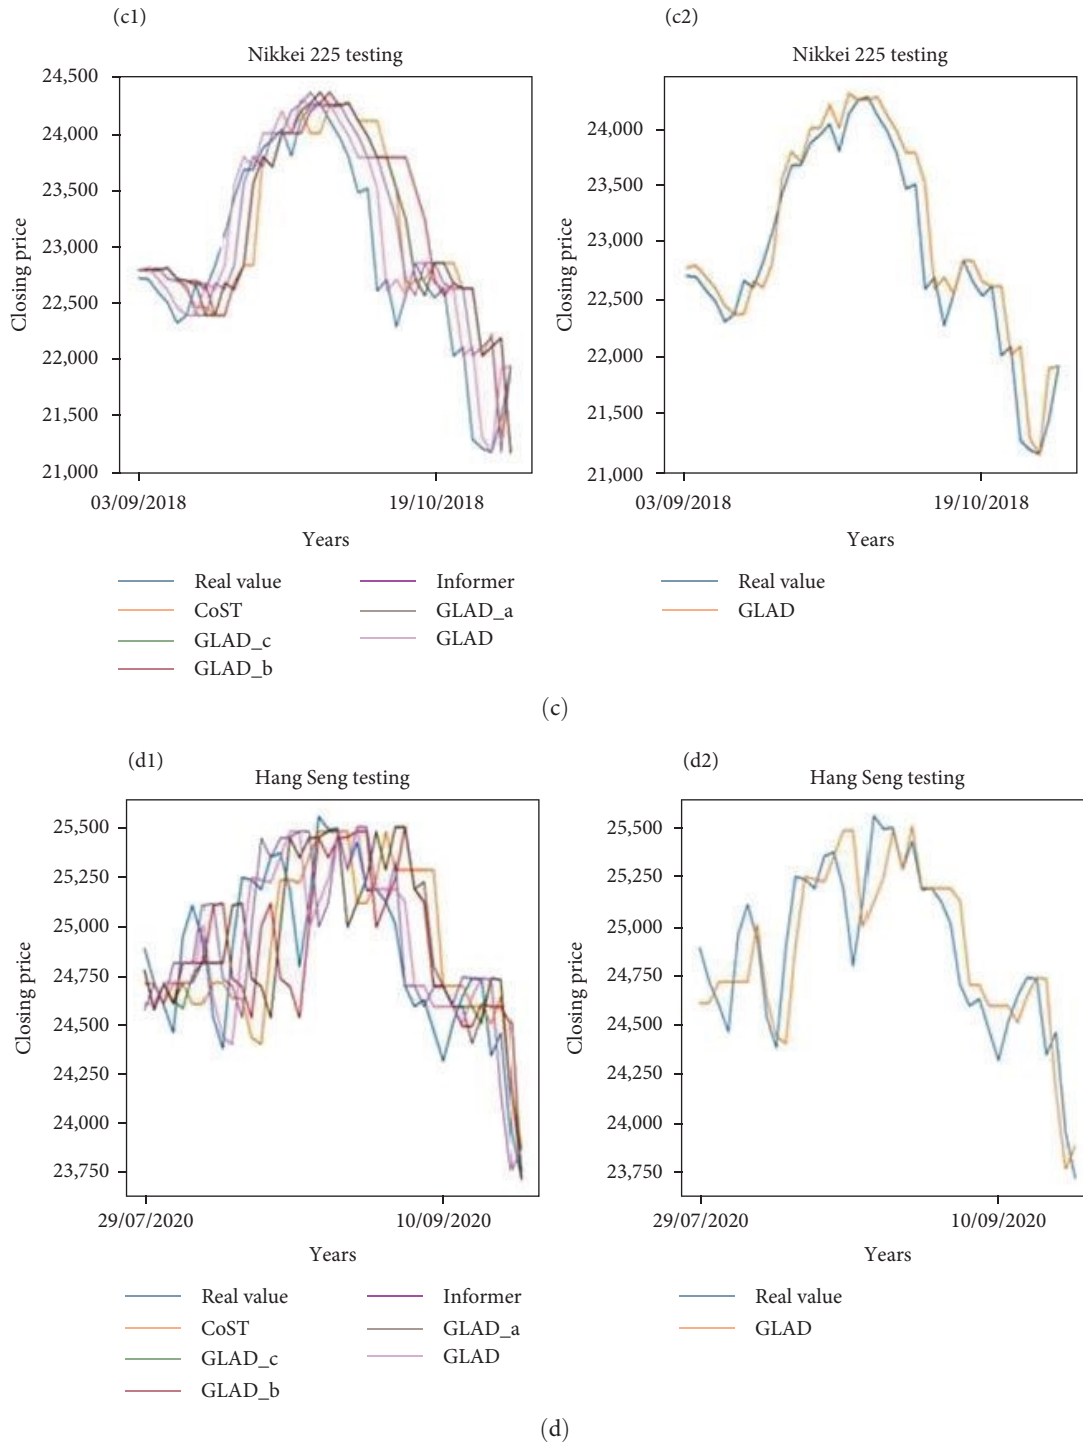 (c1)
Nikkei 225 testing
24,500
24,000
23,500
23,000
22,500
22,000
21,500
21,000
Closing price
03/09/2018
19/10/2018
Years
Real value
CoST
GLAD_c
GLAD_b
Informer
GLAD_a
GLAD
(c2)
Nikkei 225 testing
24,000
23,500
23,000
22,500
22,000
21,500
21,000
Closing price
03/09/2018
19/10/2018
Years
Real value
GLAD
(c)
(d1)
Hang Seng testing
25,500
25,250
25,000
24,750
24,500
24,250
24,000
23,750
Closing price
29/07/2020
10/09/2020
Years
Real value
CoST
GLAD_c
GLAD_b
Informer
GLAD_a
GLAD
(d2)
Hang Seng testing
25,500
25,250
25,000
24,750
24,500
24,250
24,000
23,750
Closing price
29/07/2020
10/09/2020
Years
Real value
GLAD
(d)